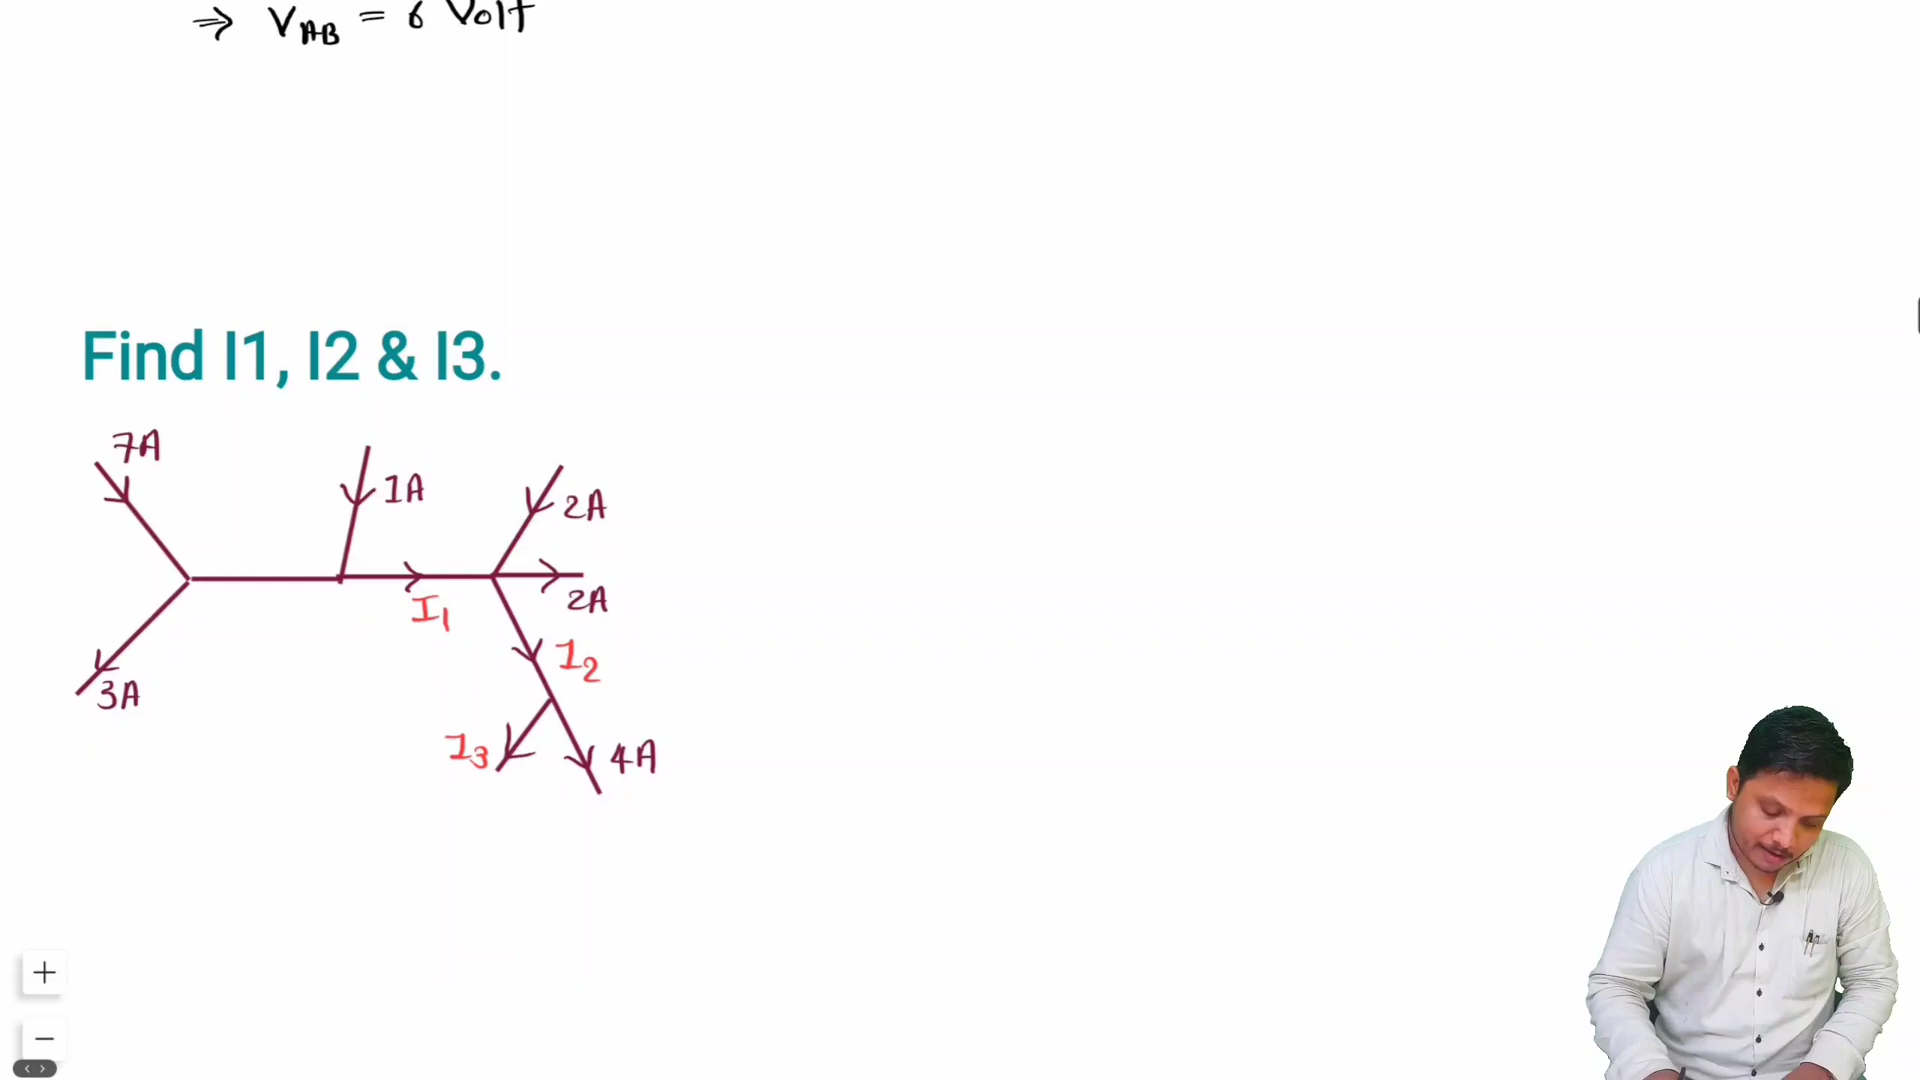 ⇒ VAB = 6 Volt
Find I1, I2 & I3.
7A
1A
2A
2A
I1
I2
3A
I3
4A